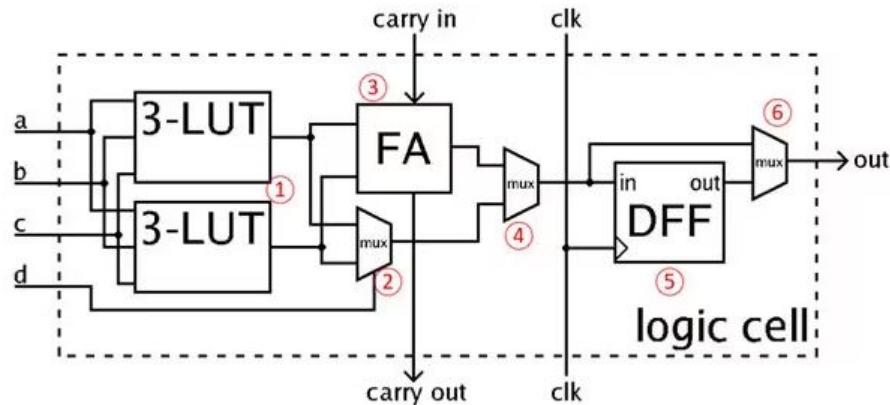 carry in
clk
a
b
c
d
3-LUT
3-LUT
①
③
FA
mux
②
mux
④
in
out
DFF
⑤
mux
⑥
out
logic cell
carry out
clk